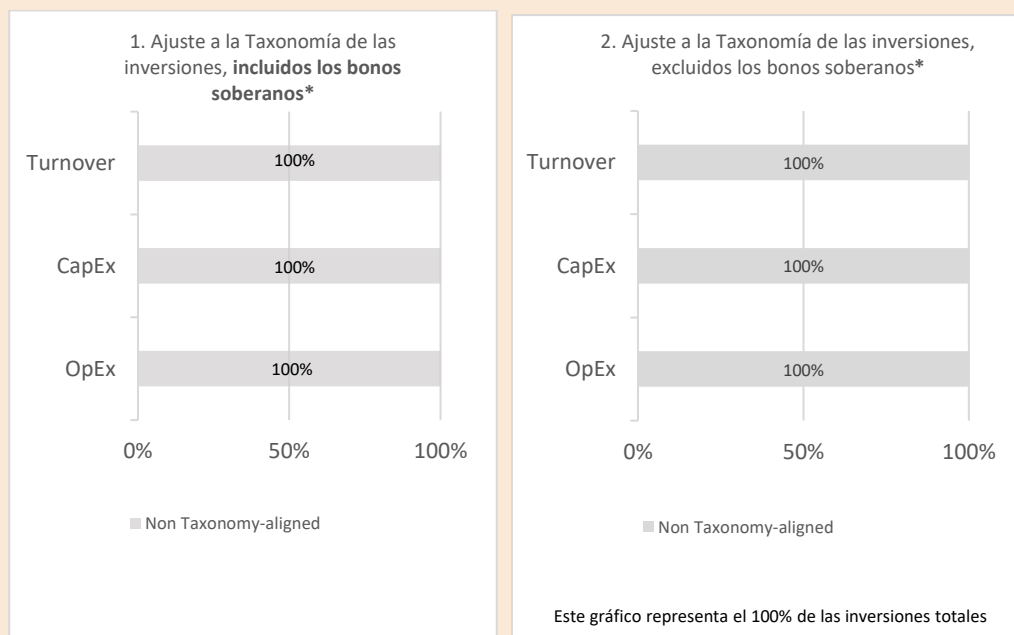 1. Ajuste a la Taxonomía de las
inversiones, incluidos los bonos
soberanos*
Turnover
100%
CapEx
100%
OpEx
100%
0%
50%
100%
Non Taxonomy-aligned
2. Ajuste a la Taxonomía de las inversiones,
excluidos los bonos soberanos*
Turnover
100%
CapEx
100%
OpEx
100%
0%
50%
100%
Non Taxonomy-aligned
Este gráfico representa el 100% de las inversiones totales